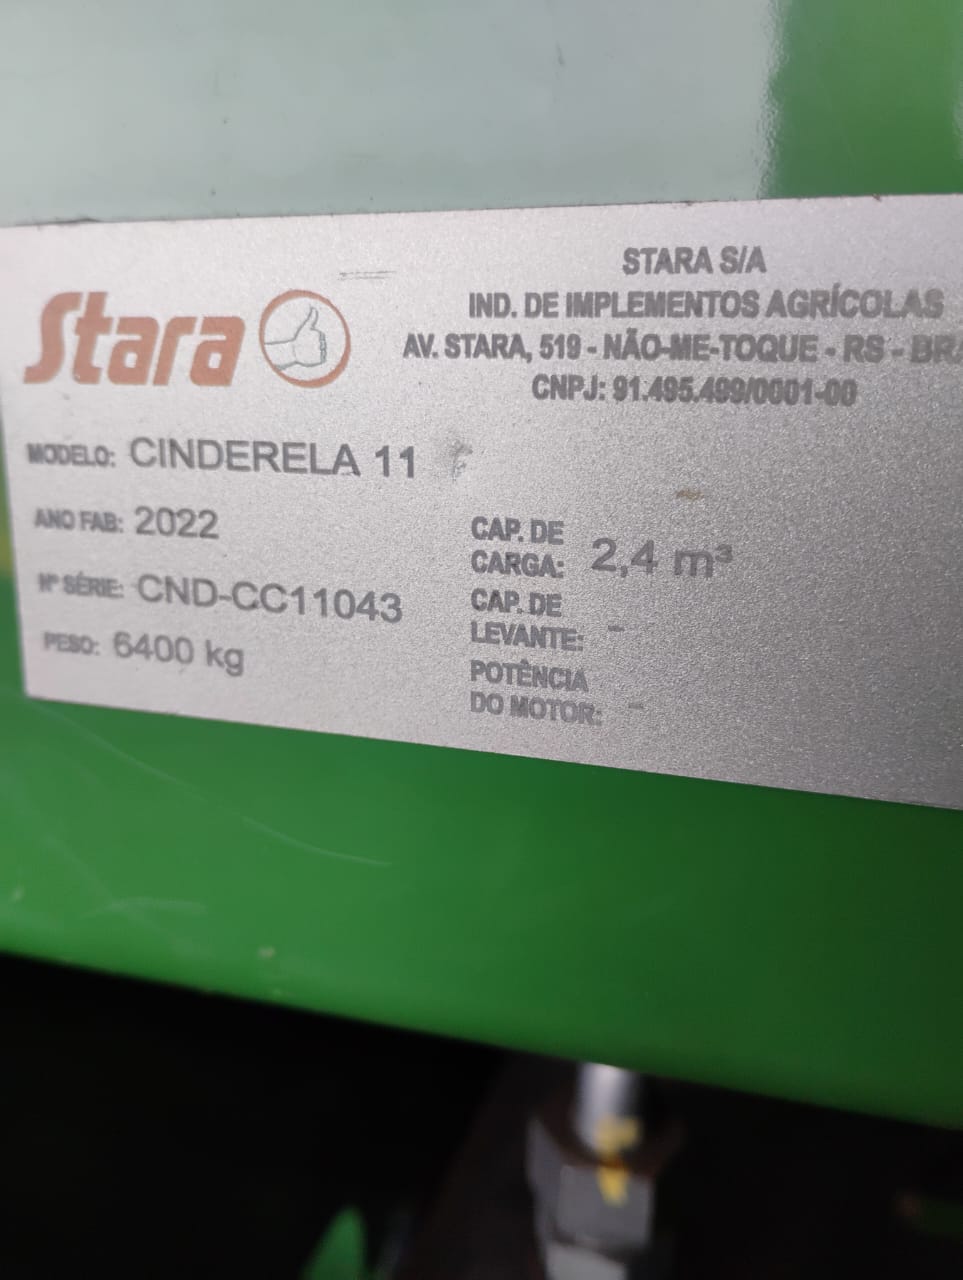 Stara
STARA S/A
IND. DE IMPLEMENTOS AGRÍCOLAS
AV. STARA, 519 - NÃO-ME-TOQUE - RS - BRA
CNPJ: 91.495.499/0001-00
MODELO: CINDERELA 11
ANO FAB: 2022
Nº SÉRIE: CND-CC11043
PESO: 6400 kg
CAP. DE
CARGA: 2,4 m³
CAP. DE
LEVANTE: -
POTÊNCIA
DO MOTOR: -